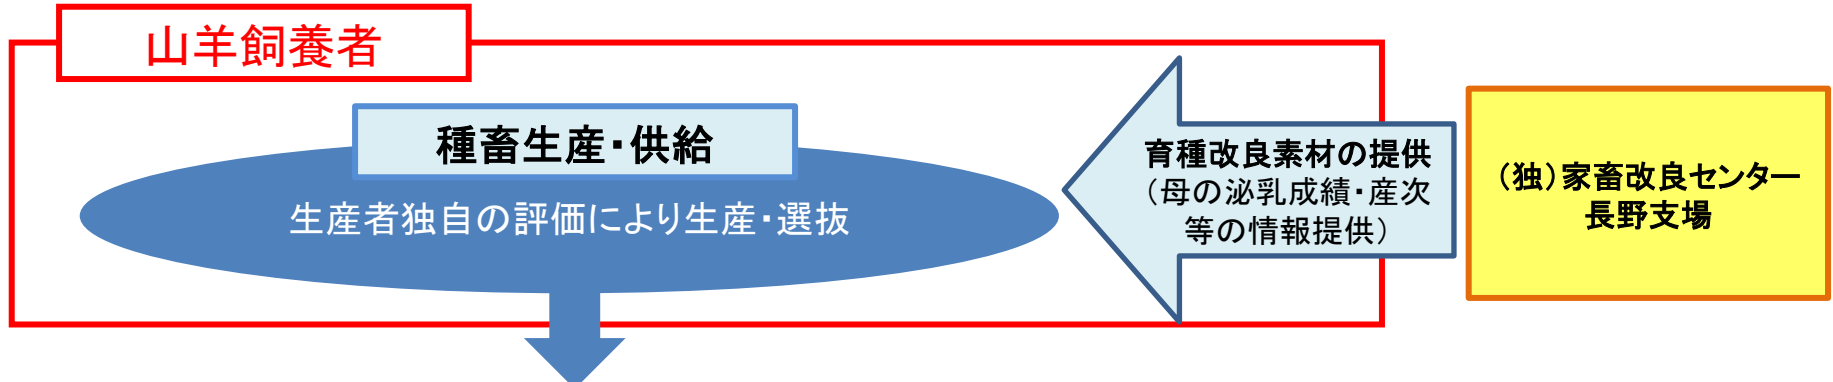 山羊飼養者
種畜生産・供給
生産者独自の評価により生産・選抜
育種改良素材の提供
（母の泌乳成績・産次
等の情報提供）
（独）家畜改良センター
長野支場